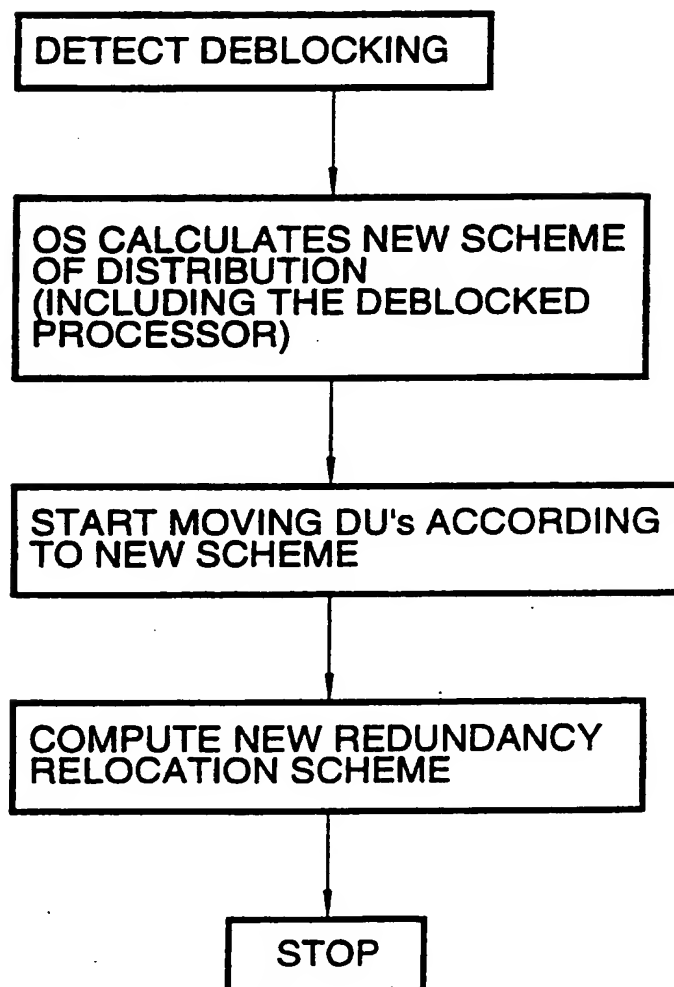 DETECT DEBLOCKING
OS CALCULATES NEW SCHEME
OF DISTRIBUTION
(INCLUDING THE DEBLOCKED
PROCESSOR)
START MOVING DU's ACCORDING
TO NEW SCHEME
COMPUTE NEW REDUNDANCY
RELOCATION SCHEME
STOP